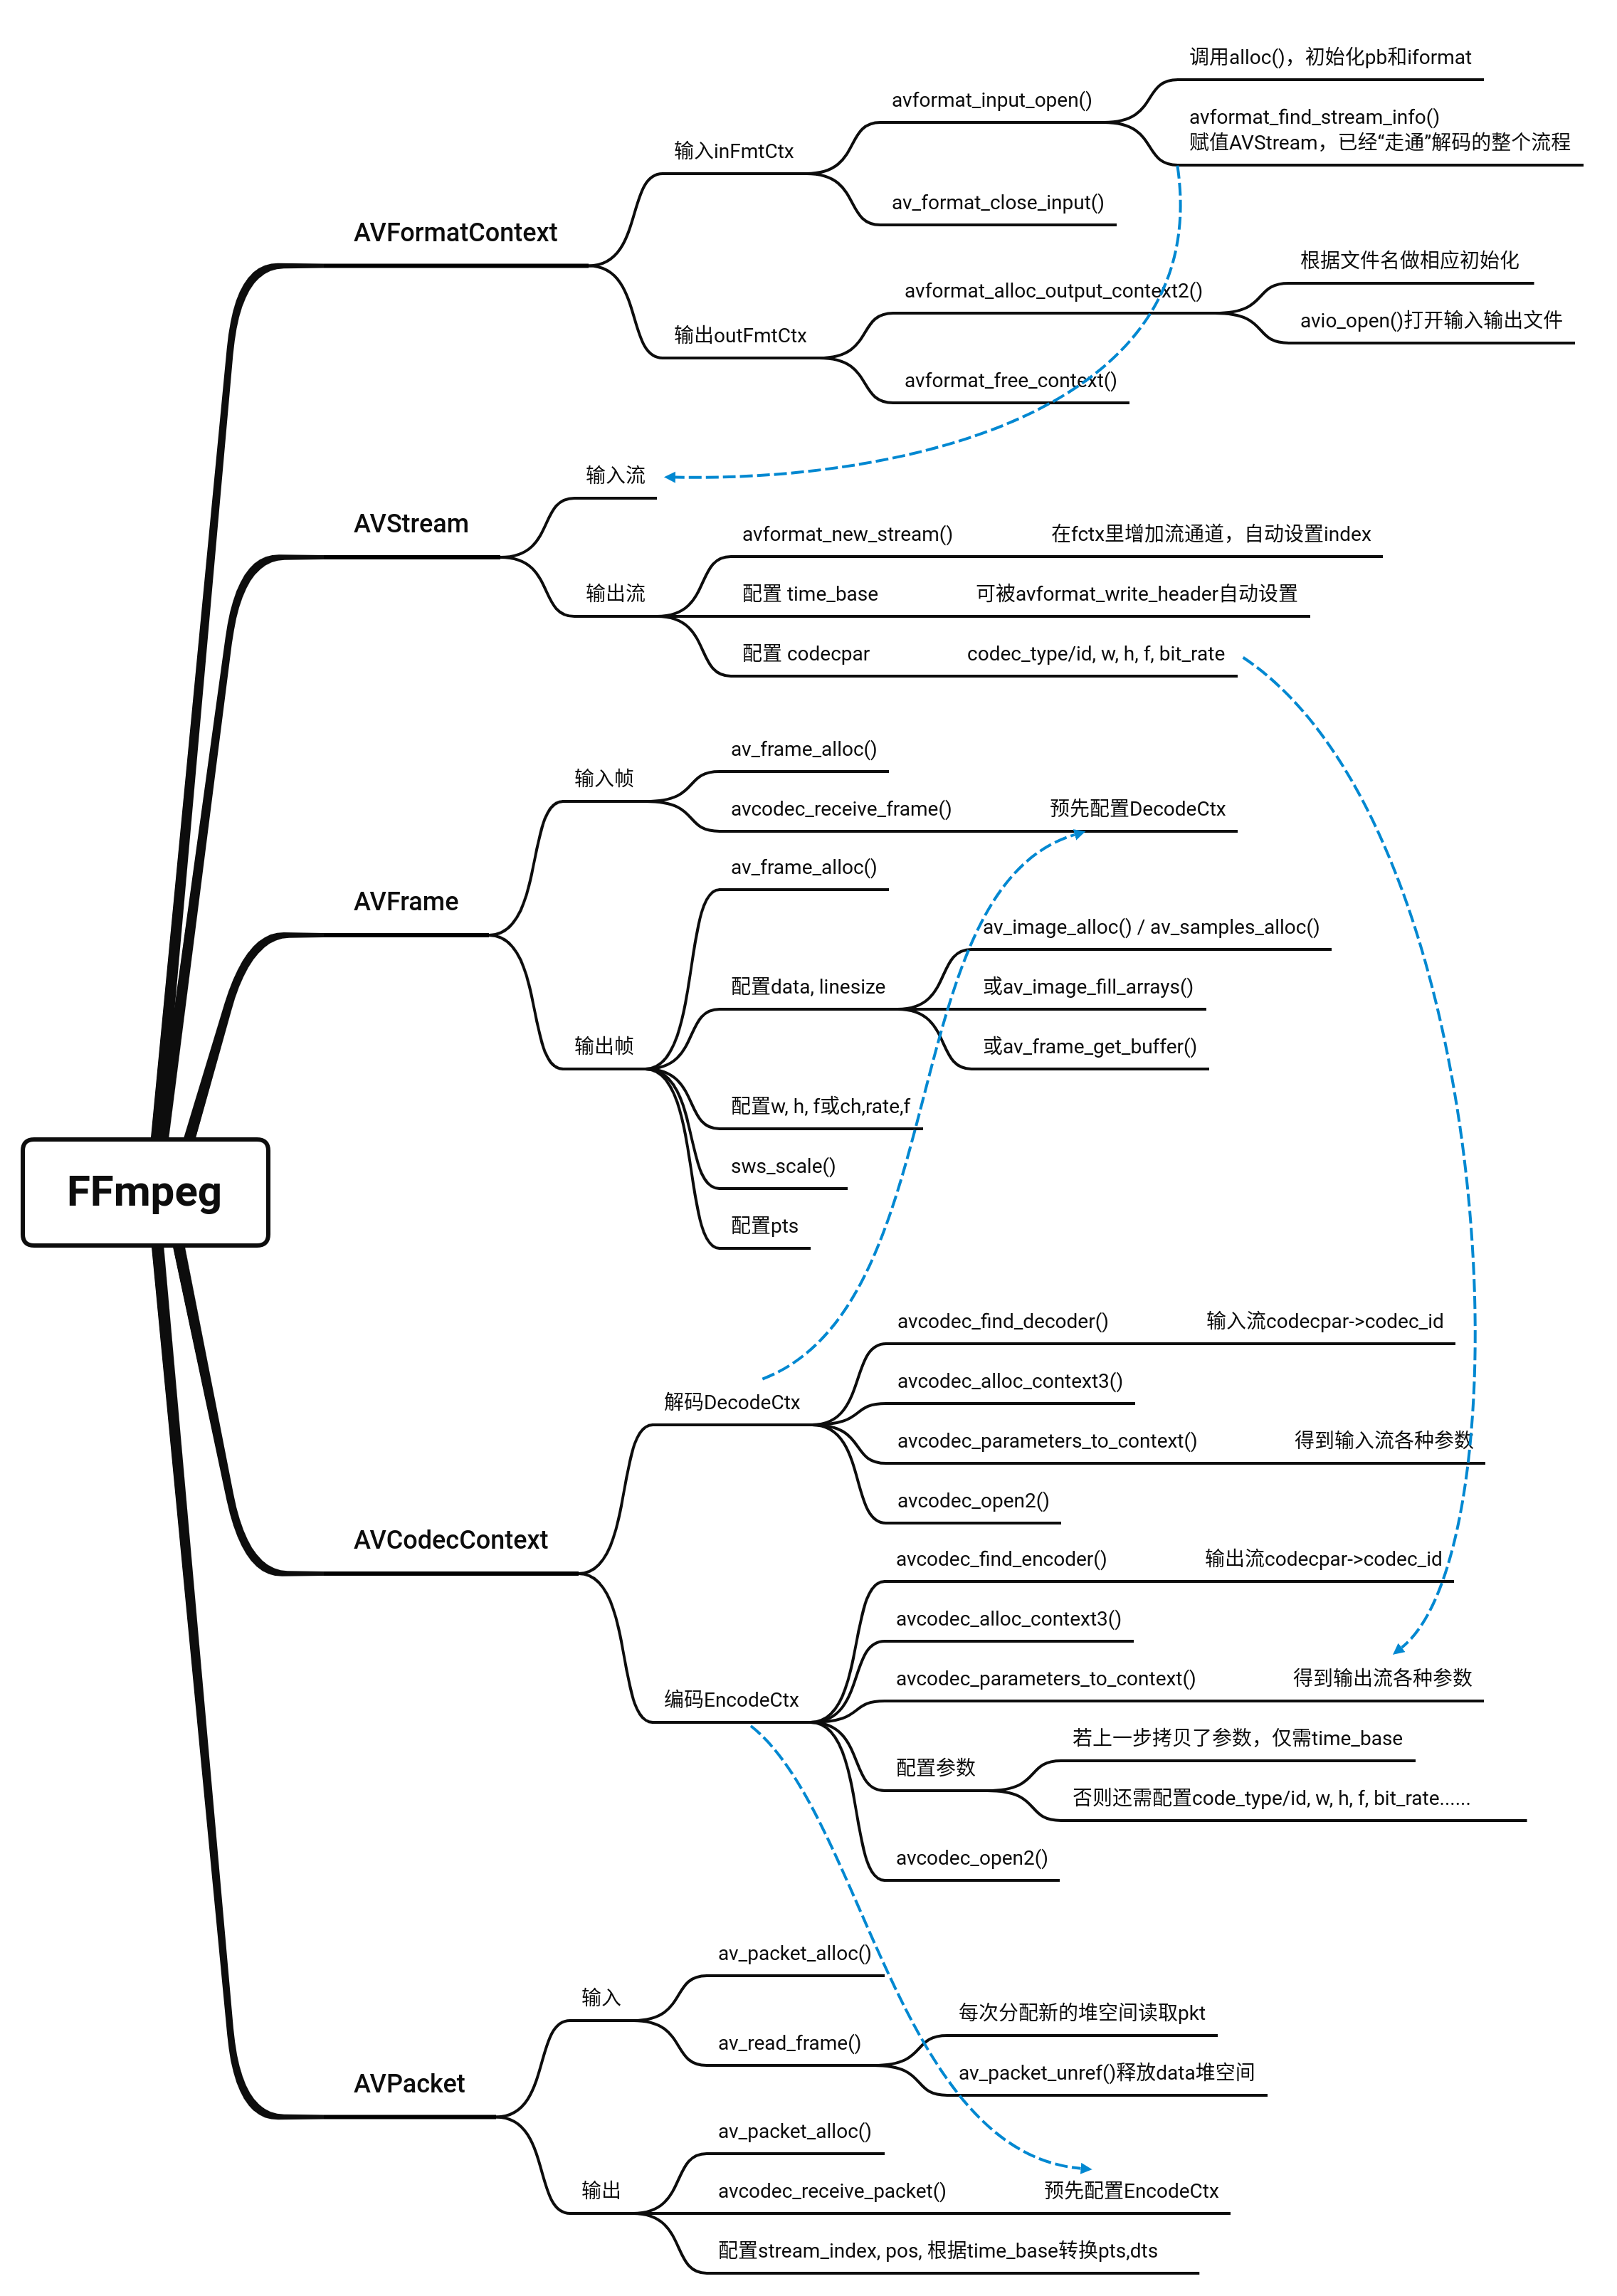 FFmpeg
AVFormatContext
输入inFmtCtx
avformat_input_open()
调用alloc()，初始化pb和iformat
avformat_find_stream_info()
赋值AVStream，已经“走通”解码的整个流程
av_format_close_input()
输出outFmtCtx
avformat_alloc_output_context2()
根据文件名做相应初始化
avio_open()打开输入输出文件
avformat_free_context()
AVStream
输入流
输出流
avformat_new_stream()
在fctx里增加流通道，自动设置index
配置 time_base
可被avformat_write_header自动设置
配置 codecpar
codec_type/id, w, h, f, bit_rate
AVFrame
输入帧
av_frame_alloc()
avcodec_receive_frame()
预先配置DecodeCtx
输出帧
av_frame_alloc()
配置data, linesize
av_image_alloc() / av_samples_alloc()
或av_image_fill_arrays()
或av_frame_get_buffer()
配置w, h, f或ch,rate,f
sws_scale()
配置pts
AVCodecContext
解码DecodeCtx
avcodec_find_decoder()
输入流codecpar->codec_id
avcodec_alloc_context3()
avcodec_parameters_to_context()
得到输入流各种参数
avcodec_open2()
编码EncodeCtx
avcodec_find_encoder()
输出流codecpar->codec_id
avcodec_alloc_context3()
avcodec_parameters_to_context()
得到输出流各种参数
配置参数
若上一步拷贝了参数，仅需time_base
否则还需配置code_type/id, w, h, f, bit_rate......
avcodec_open2()
AVPacket
输入
av_packet_alloc()
av_read_frame()
每次分配新的堆空间读取pkt
av_packet_unref()释放data堆空间
输出
av_packet_alloc()
avcodec_receive_packet()
预先配置EncodeCtx
配置stream_index, pos, 根据time_base转换pts,dts